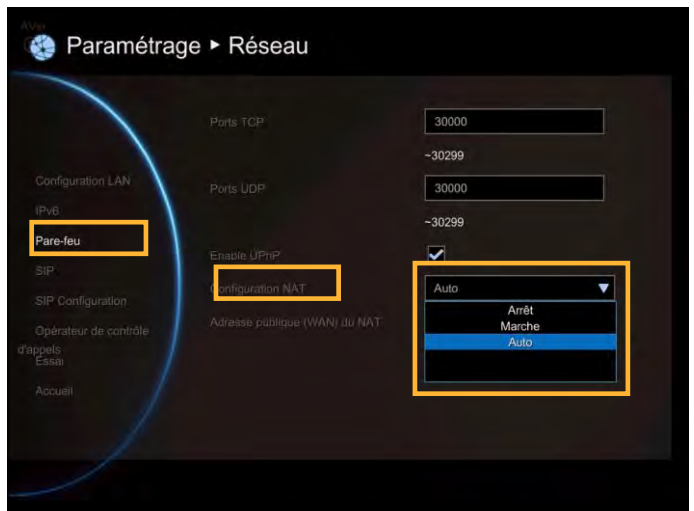 AVer
Paramétrage ▸ Réseau
Configuration LAN
IPv6
Pare-feu
SIP
SIP Configuration
Opérateur de contrôle
d'appels
Essai
Accueil
Ports TCP
30000
~30299
Ports UDP
30000
~30299
Enable UPnP
Configuration NAT
Auto
Arrêt
Marche
Auto
Adresse publique (WAN) du NAT